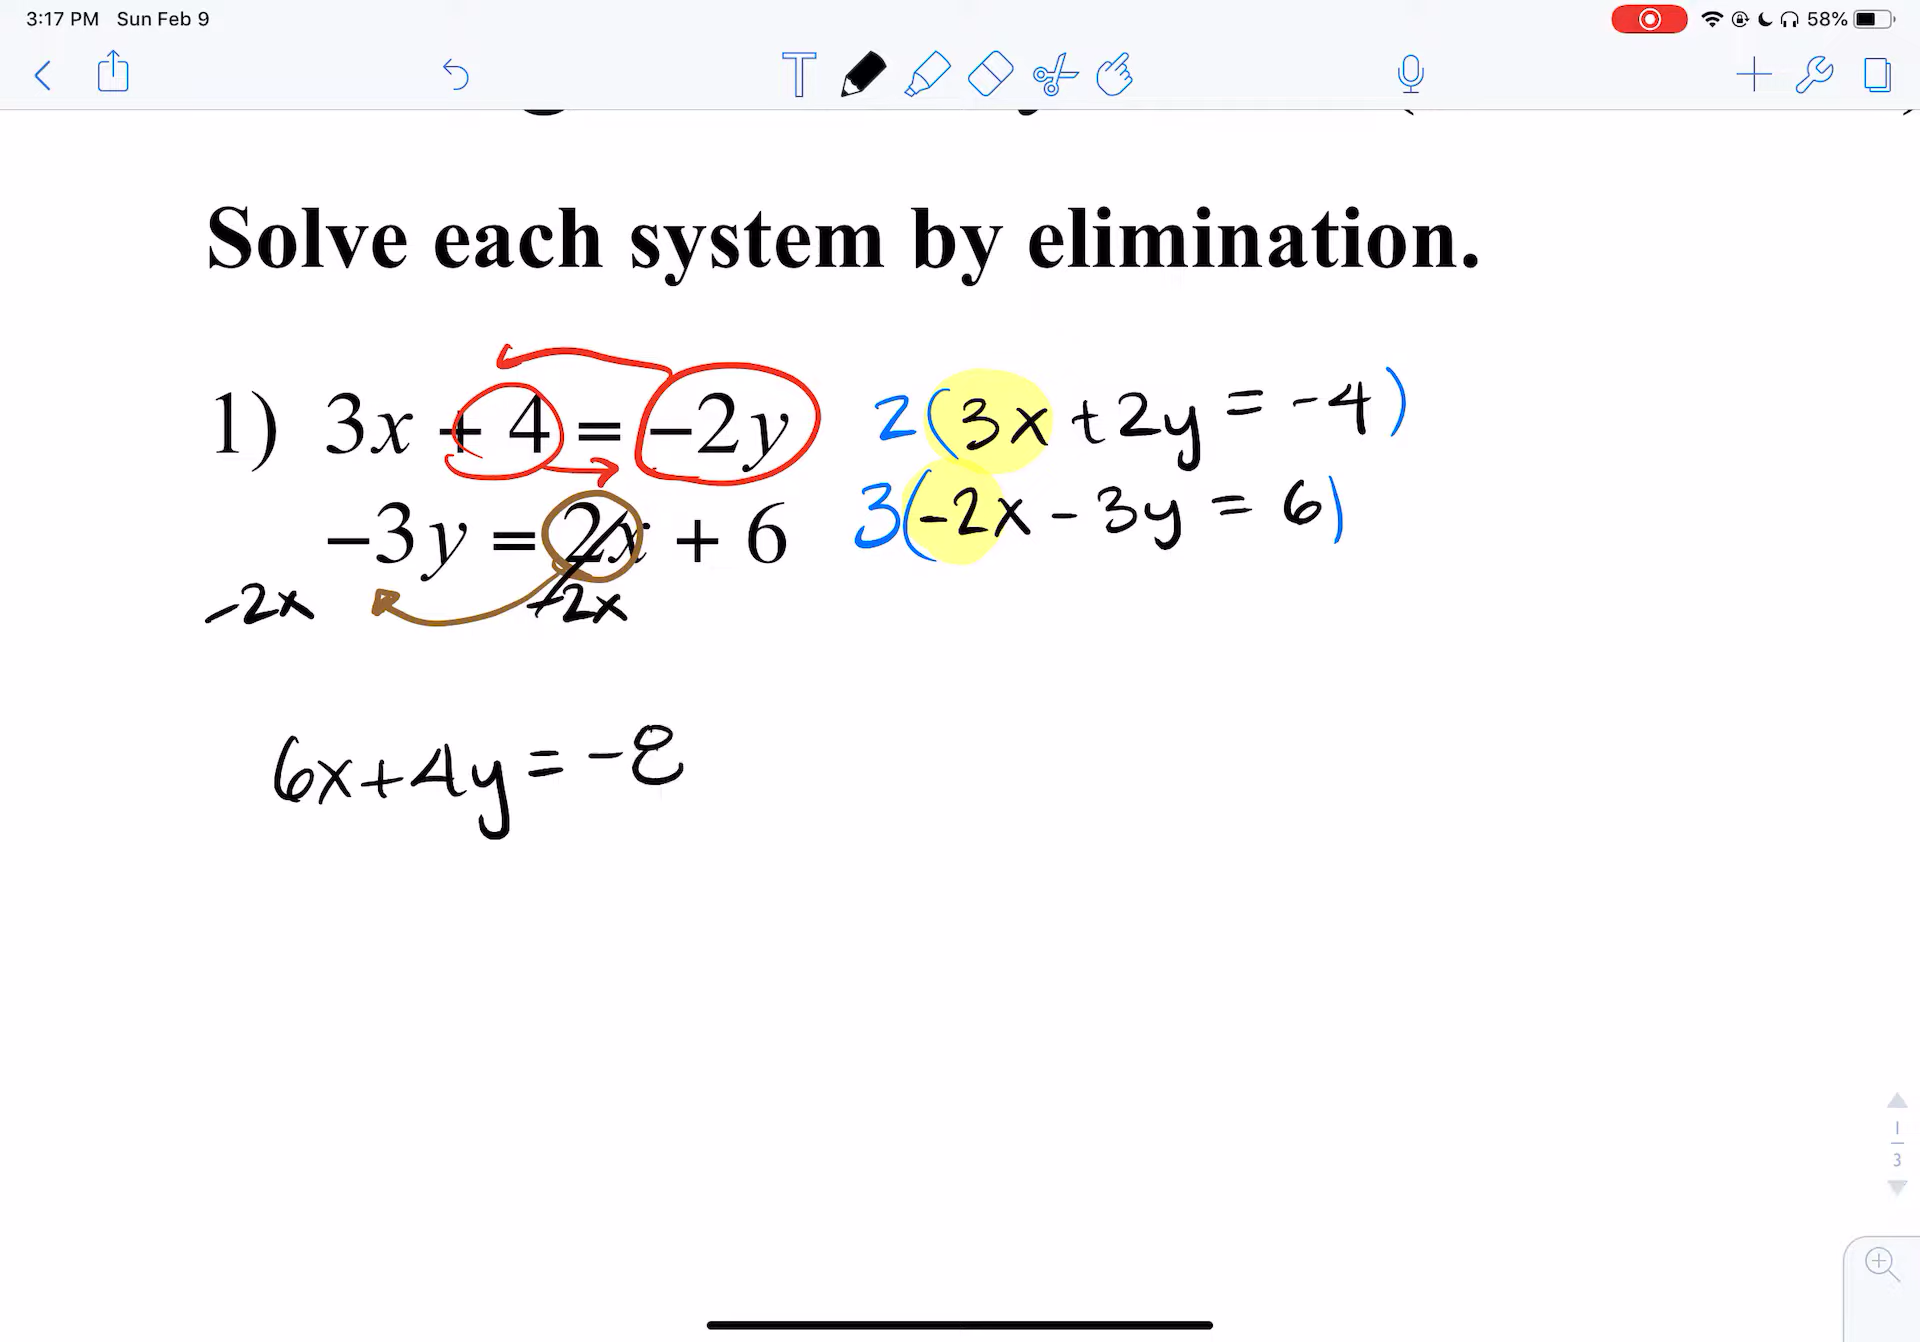 3:17 PM Sun Feb 9 58%
T
Solve each system by elimination.
1) 3x + 4 = −2y 2(3x + 2y = -4)
−3y = 2x + 6 3(-2x - 3y = 6)
-2x -2x
6x + 4y = -8
1
3